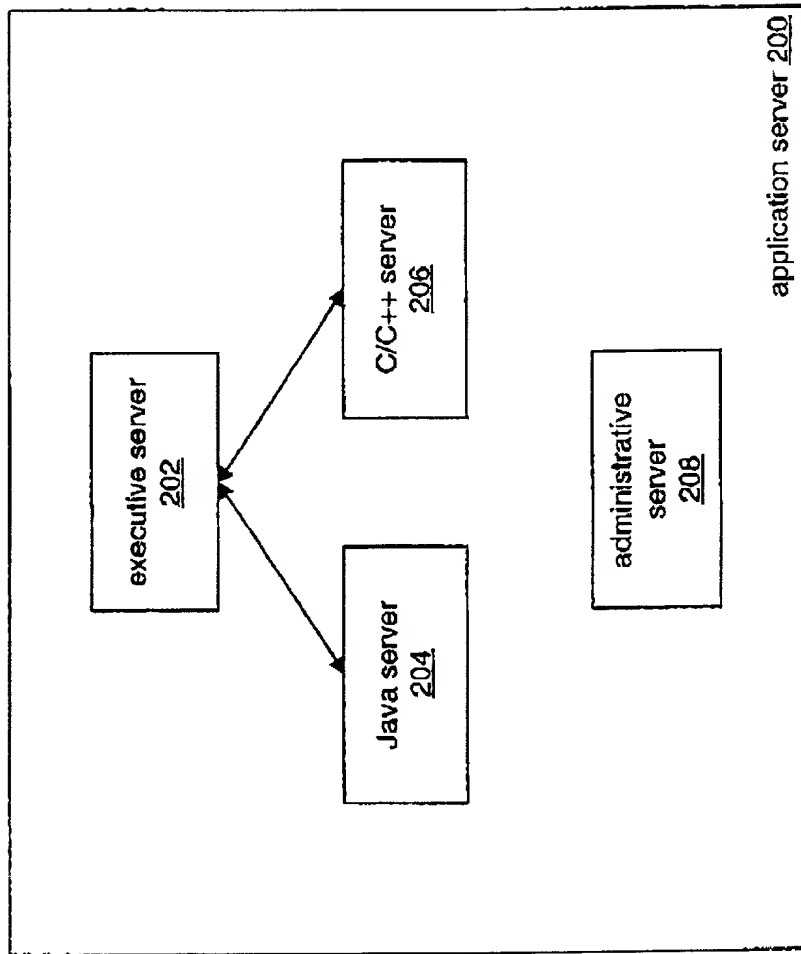 executive server
202
Java server
204
C/C++ server
206
administrative
server
208
application server 200